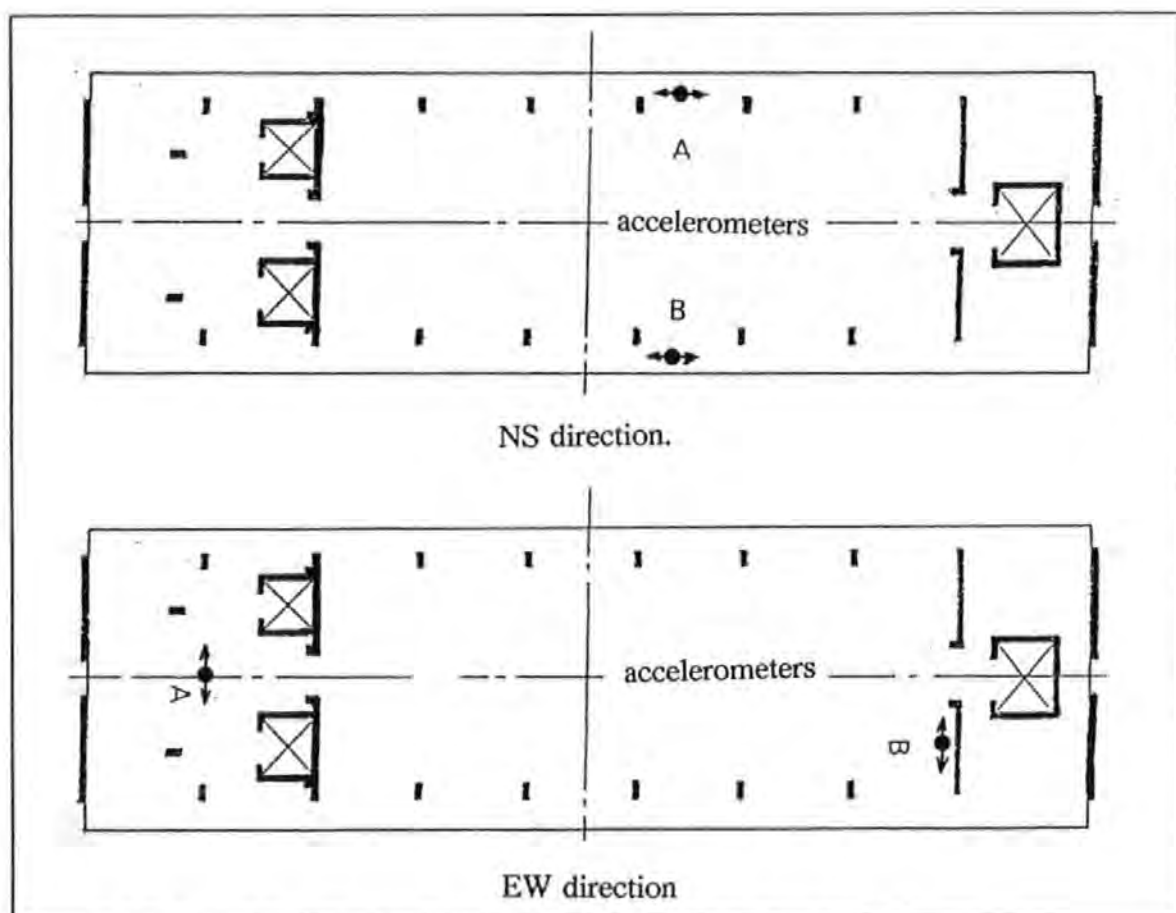 A
accelerometers
B
NS direction.
accelerometers
A
B
EW direction